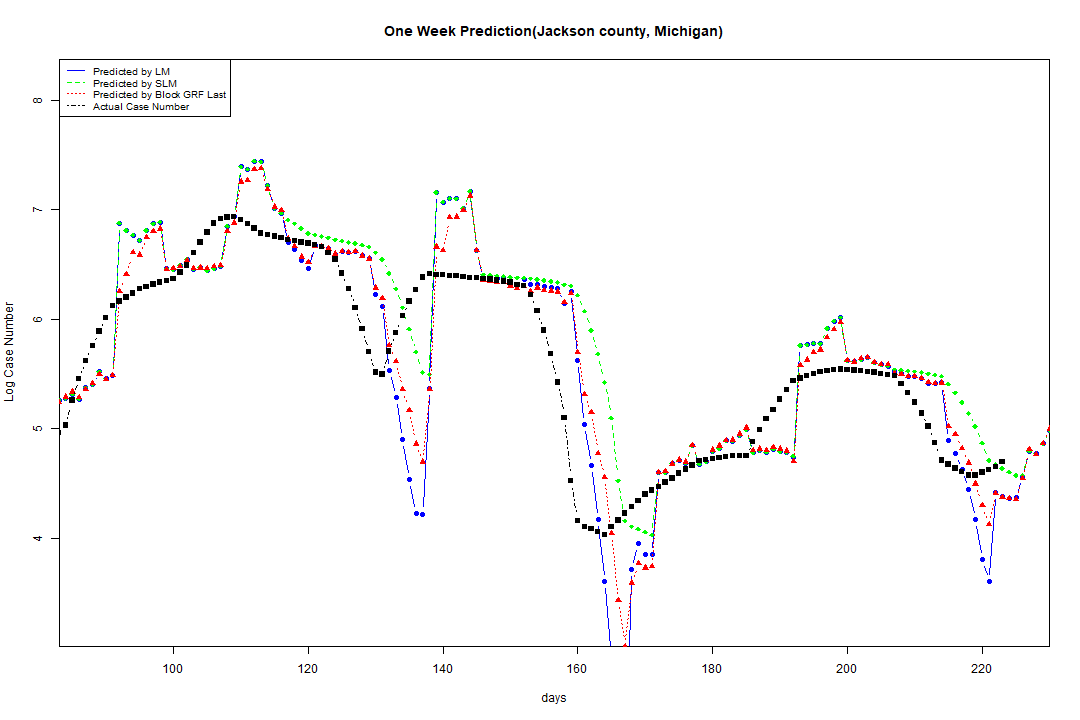 One Week Prediction(Jackson county, Michigan)
Predicted by LM
Predicted by SLM
Predicted by Block GRF Last
Actual Case Number
8
7
6
5
4
Log Case Number
100 120 140 160 180 200 220
days